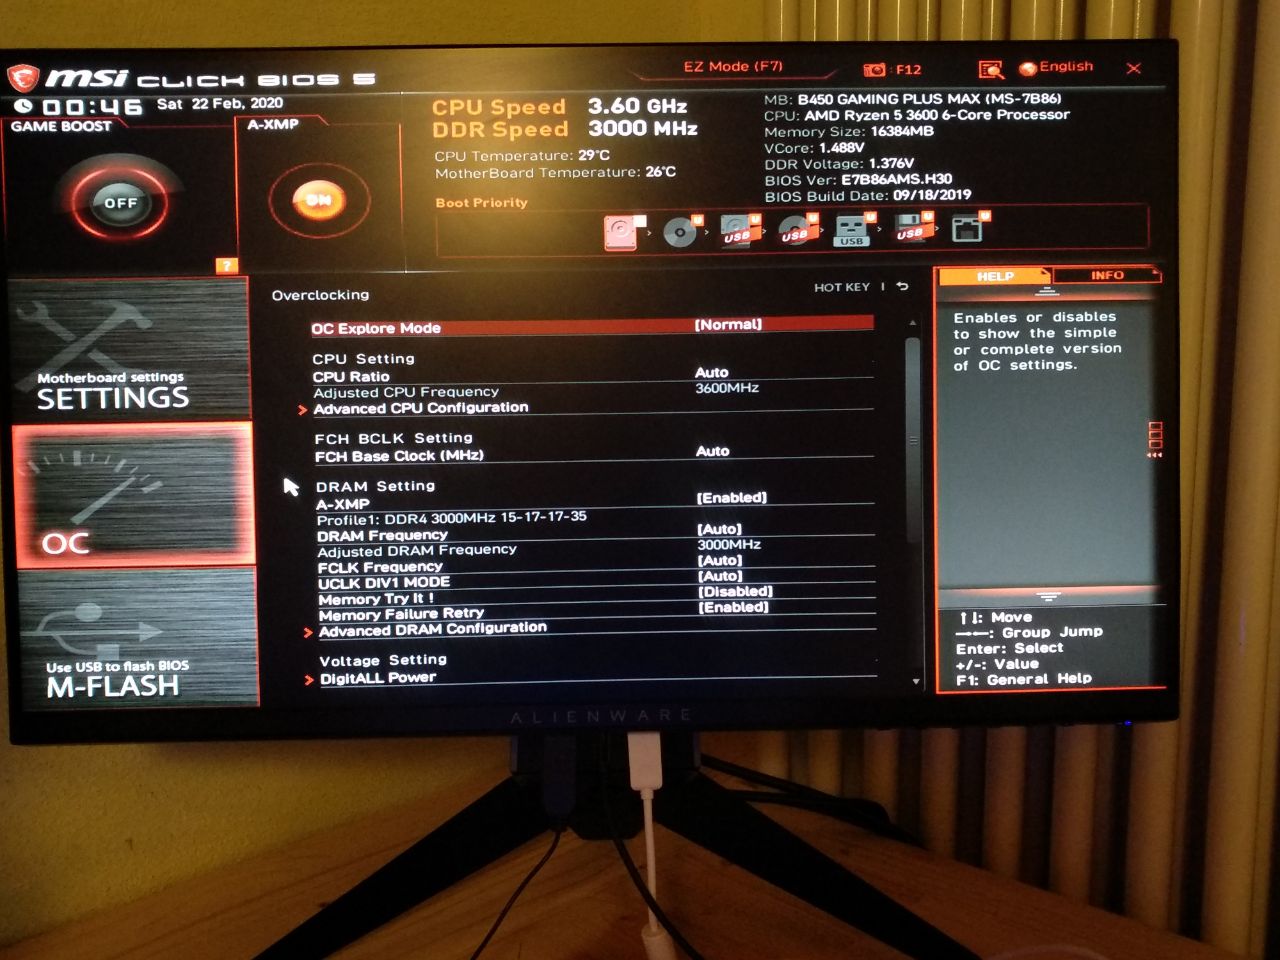 msi CLICK BIOS 5
EZ Mode (F7)
: F12
English
00:46 Sat 22 Feb, 2020
GAME BOOST
A-XMP
OFF
ON
?
CPU Speed 3.60 GHz
DDR Speed 3000 MHz
CPU Temperature: 29°C
MotherBoard Temperature: 26°C
MB: B450 GAMING PLUS MAX (MS-7B86)
CPU: AMD Ryzen 5 3600 6-Core Processor
Memory Size: 16384MB
VCore: 1.488V
DDR Voltage: 1.376V
BIOS Ver: E7B86AMS.H30
BIOS Build Date: 09/18/2019
Boot Priority
U U U U U U
USB USB USB USB
Motherboard settings
SETTINGS
OC
Use USB to flash BIOS
M-FLASH
Overclocking
HOT KEY |
OC Explore Mode [Normal]
CPU Setting
CPU Ratio Auto
Adjusted CPU Frequency 3600MHz
> Advanced CPU Configuration
FCH BCLK Setting
FCH Base Clock (MHz) Auto
DRAM Setting
A-XMP [Enabled]
Profile1: DDR4 3000MHz 15-17-17-35
DRAM Frequency [Auto]
Adjusted DRAM Frequency 3000MHz
FCLK Frequency [Auto]
UCLK DIV1 MODE [Auto]
Memory Try It ! [Disabled]
Memory Failure Retry [Enabled]
> Advanced DRAM Configuration
Voltage Setting
> DigitALL Power
HELP
INFO
Enables or disables
to show the simple
or complete version
of OC settings.
↑↓: Move
→←: Group Jump
Enter: Select
+/-: Value
F1: General Help
ALIENWARE